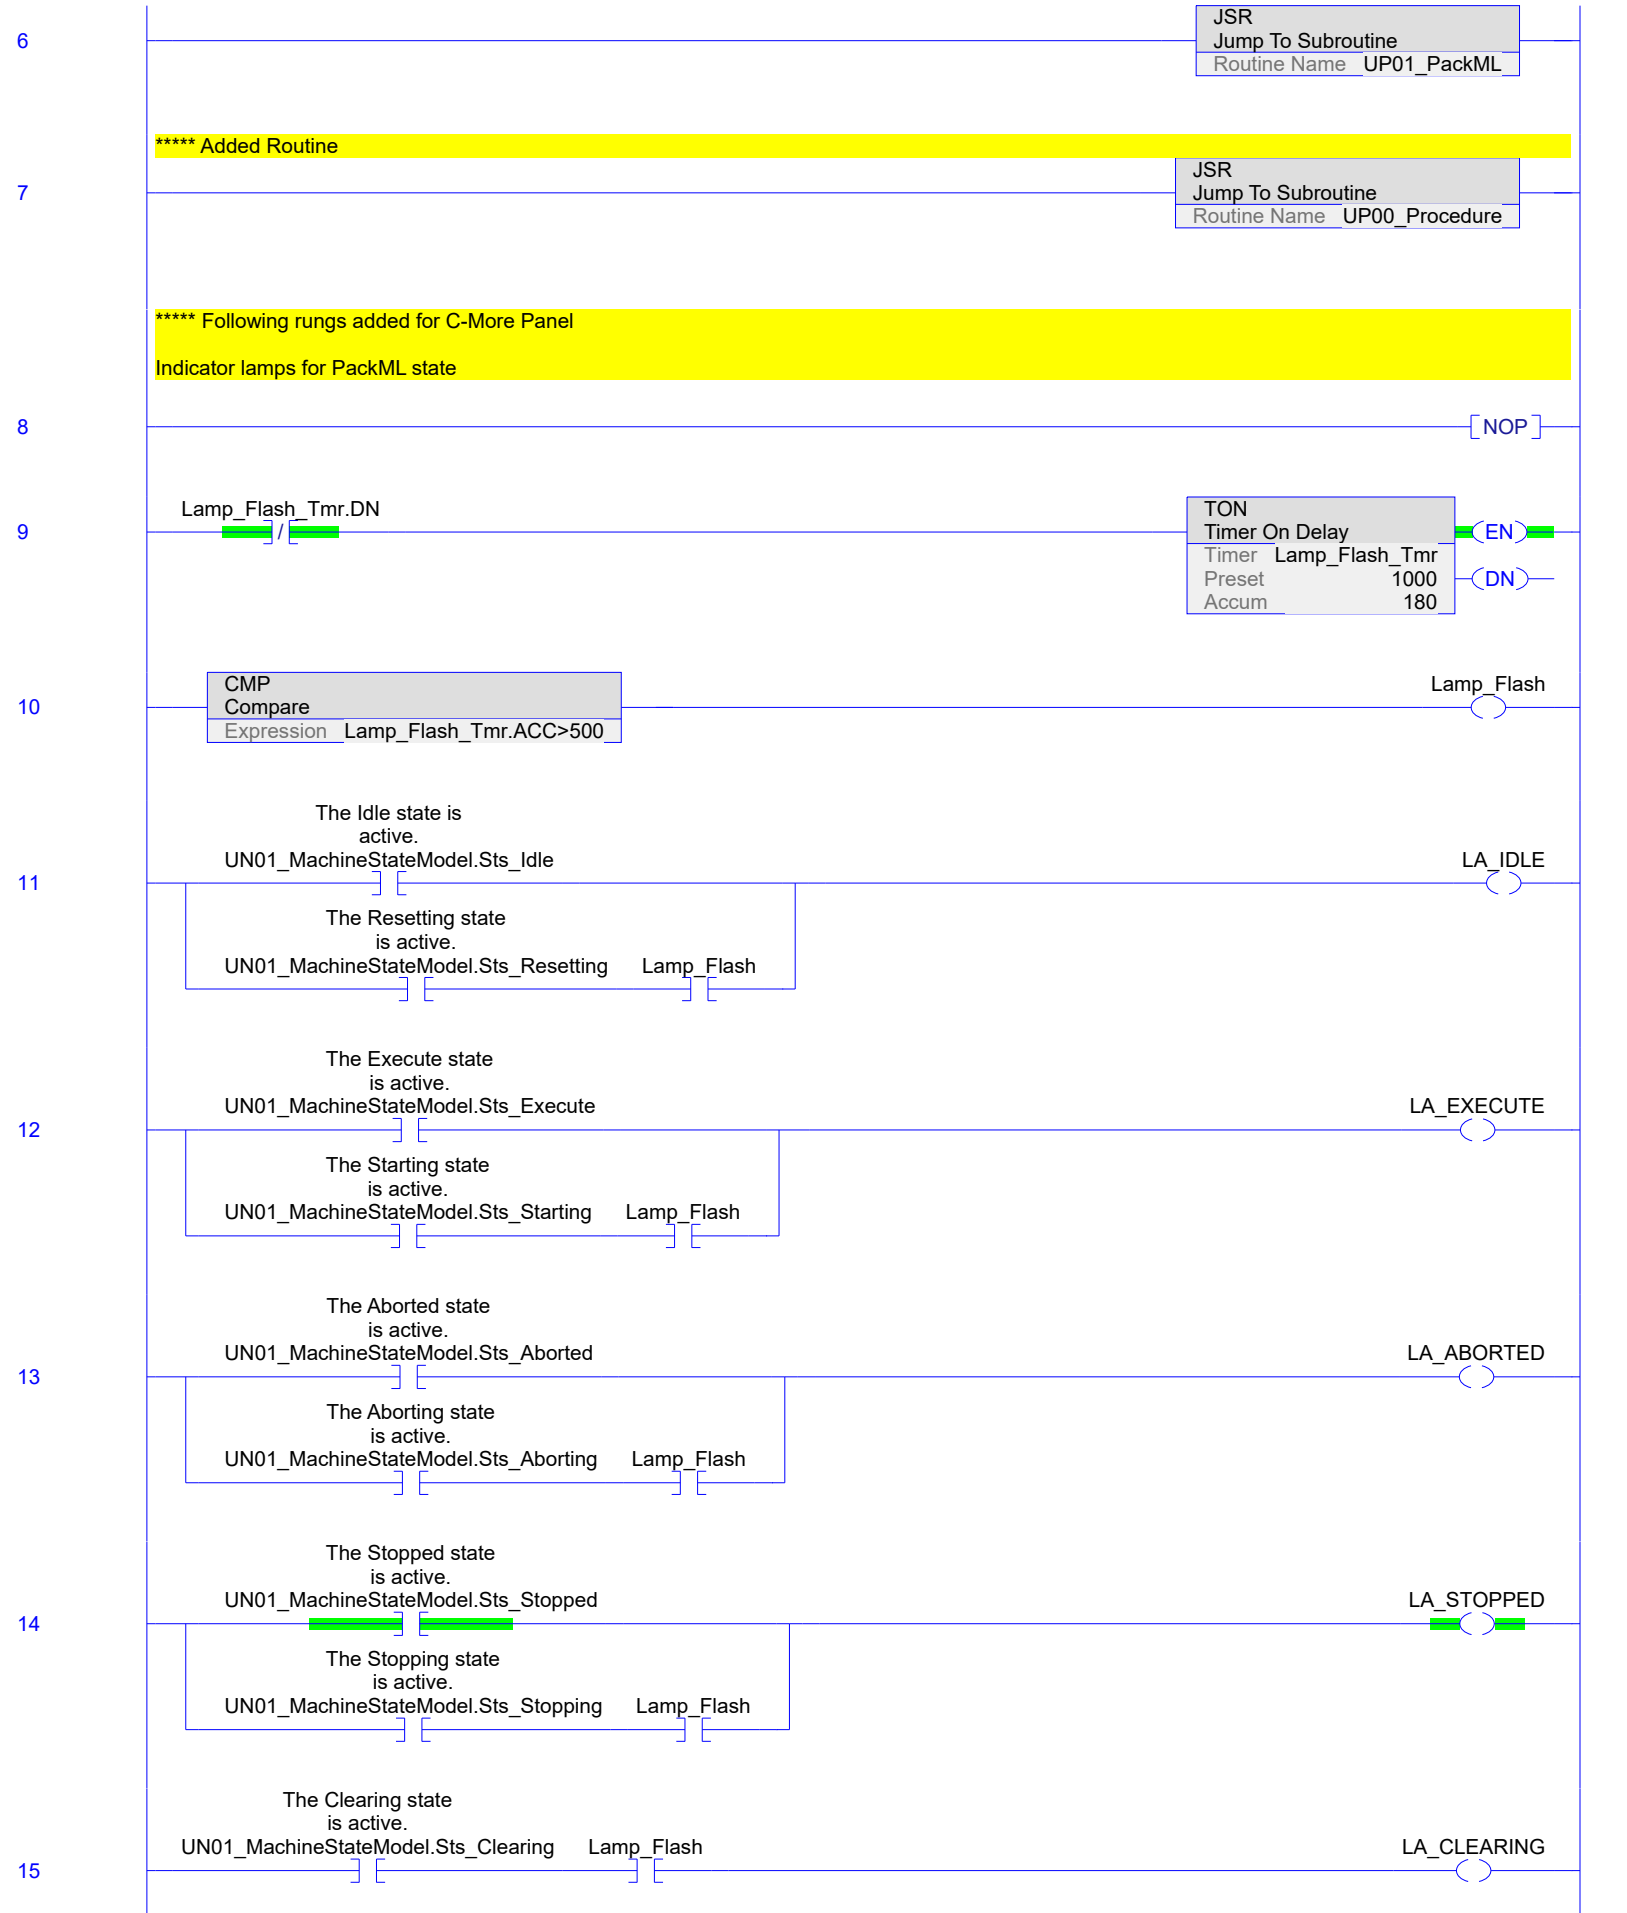 JSR
6
Jump To Subroutine
Routine Name UP01_PackML
***** Added Routine
JSR
7
Jump To Subroutine
Routine Name UP00_Procedure
***** Following rungs added for C-More Panel
Indicator lamps for PackML state
8
NOP
Lamp_Flash_Tmr.DN
9
/
TON
Timer On Delay
Timer Lamp_Flash_Tmr
Preset 1000
Accum 180
EN
DN
10
CMP
Compare
Expression Lamp_Flash_Tmr.ACC>500
Lamp_Flash
The Idle state is
active.
UN01_MachineStateModel.Sts_Idle
LA_IDLE
11
The Resetting state
is active.
UN01_MachineStateModel.Sts_Resetting Lamp_Flash
The Execute state
is active.
UN01_MachineStateModel.Sts_Execute
LA_EXECUTE
12
The Starting state
is active.
UN01_MachineStateModel.Sts_Starting Lamp_Flash
The Aborted state
is active.
UN01_MachineStateModel.Sts_Aborted
LA_ABORTED
13
The Aborting state
is active.
UN01_MachineStateModel.Sts_Aborting Lamp_Flash
The Stopped state
is active.
UN01_MachineStateModel.Sts_Stopped
LA_STOPPED
14
The Stopping state
is active.
UN01_MachineStateModel.Sts_Stopping Lamp_Flash
The Clearing state
is active.
UN01_MachineStateModel.Sts_Clearing Lamp_Flash
LA_CLEARING
15